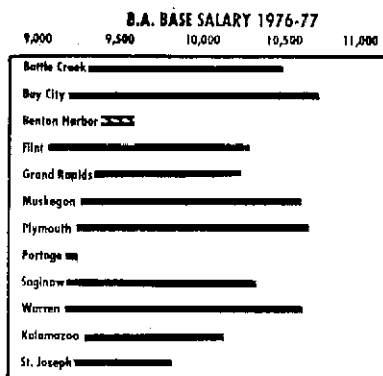 B.A. BASE SALARY 1976-77
9,000 9,500 10,000 10,500 11,000
Battle Creek
Bay City
Benton Harbor
Flint
Grand Rapids
Muskegon
Plymouth
Portage
Saginaw
Warren
Kalamazoo
St. Joseph